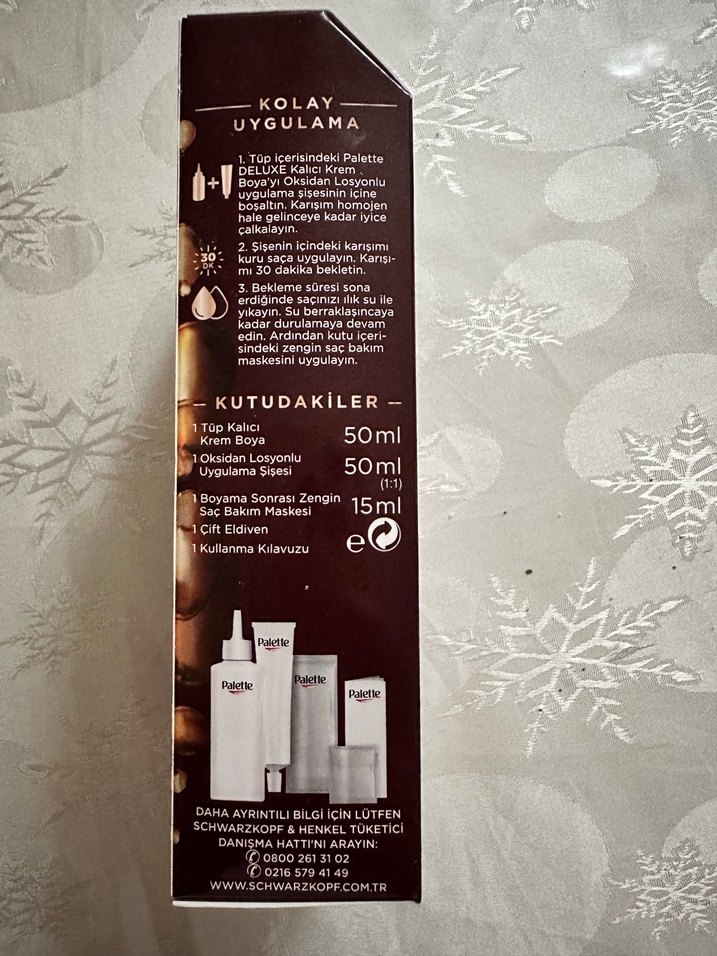 KOLAY
UYGULAMA
1. Tüp içerisindeki Palette
DELUXE Kalıcı Krem
Boya'yı Oksidan Losyonlu
uygulama şişesinin içine
boşaltın. Karışım homojen
hale gelinceye kadar iyice
çalkalayın.
30
DK
2. Şişenin içindeki karışımı
kuru saça uygulayın. Karışı-
mı 30 dakika bekletin.
3. Bekleme süresi sona
erdiğinde saçınızı ılık su ile
yıkayın. Su berraklaşıncaya
kadar durulamaya devam
edin. Ardından kutu içeri-
sindeki zengin saç bakım
maskesini uygulayın.
KUTUDAKİLER
1 Tüp Kalıcı
Krem Boya 50ml
1 Oksidan Losyonlu
Uygulama Şişesi 50ml
(1:1)
1 Boyama Sonrası Zengin
Saç Bakım Maskesi 15ml
1 Çift Eldiven
1 Kullanma Kılavuzu
e
Palette
Palette
Palette
Palette
DAHA AYRINTILI BİLGİ İÇİN LÜTFEN
SCHWARZKOPF & HENKEL TÜKETİCİ
DANIŞMA HATTI'NI ARAYIN:
0800 261 31 02
0216 579 41 49
WWW.SCHWARZKOPF.COM.TR